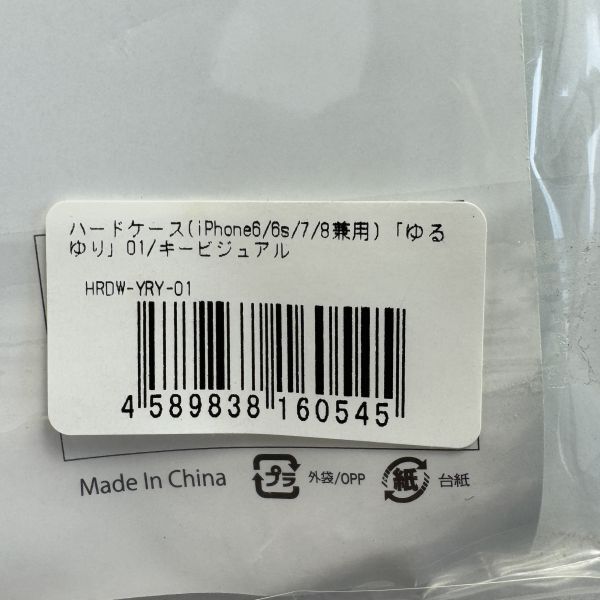 ハードケース(iPhone6/6s/7/8兼用)「ゆる
ゆり」01/キービジュアル
HRDW-YRY-01
4 589838 160545
Made In China
プラ 外袋/OPP 紙 台紙